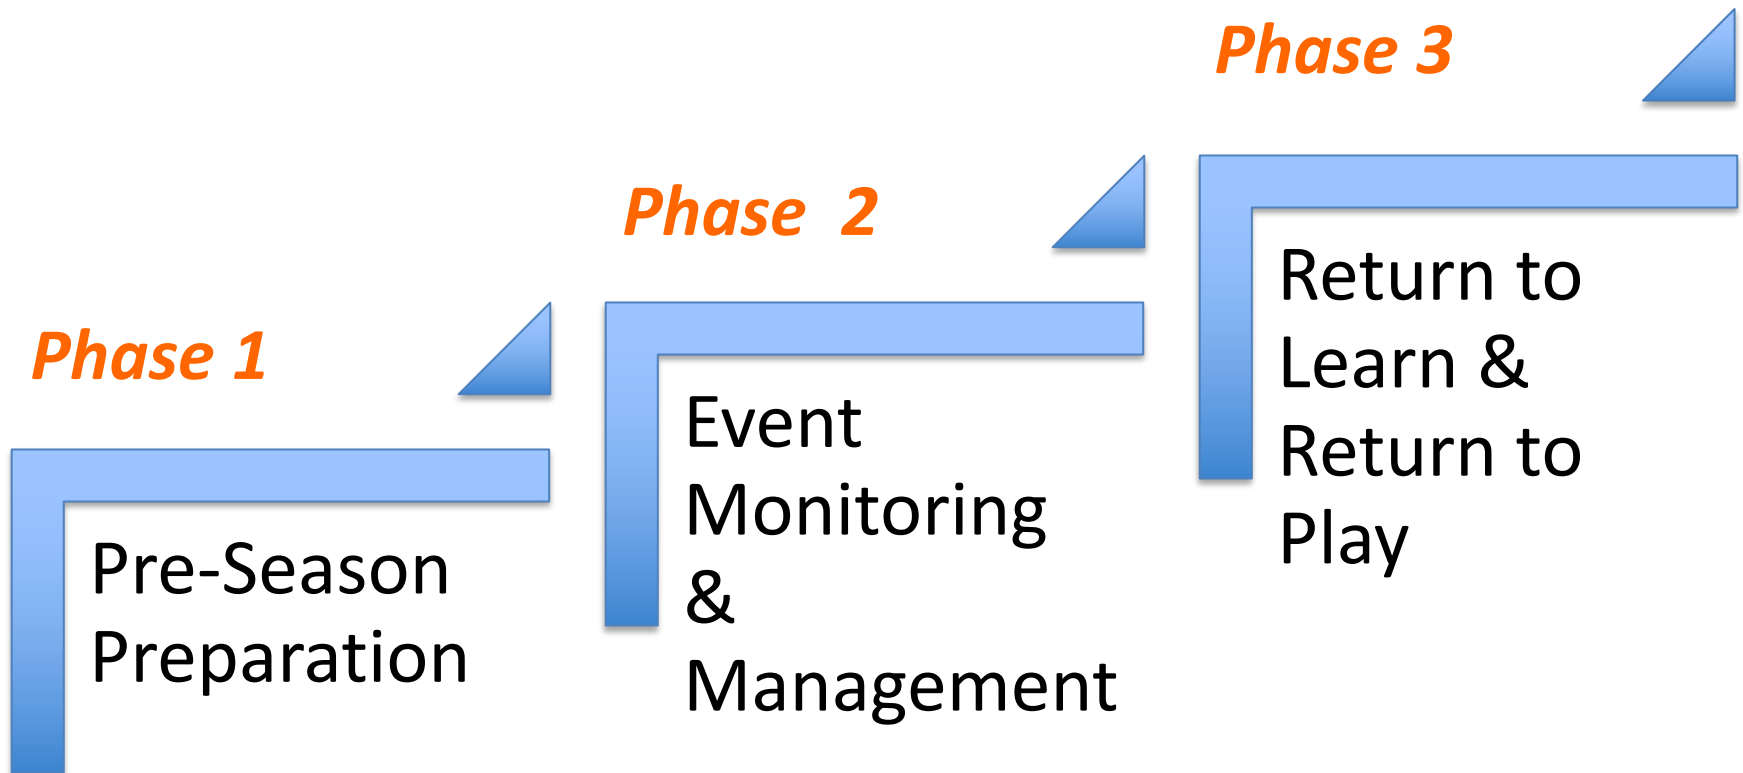 Phase 1
Pre-Season
Preparation
Phase  2
Event
Monitoring
&
Management
Phase 3
Return to
Learn &
Return to
Play